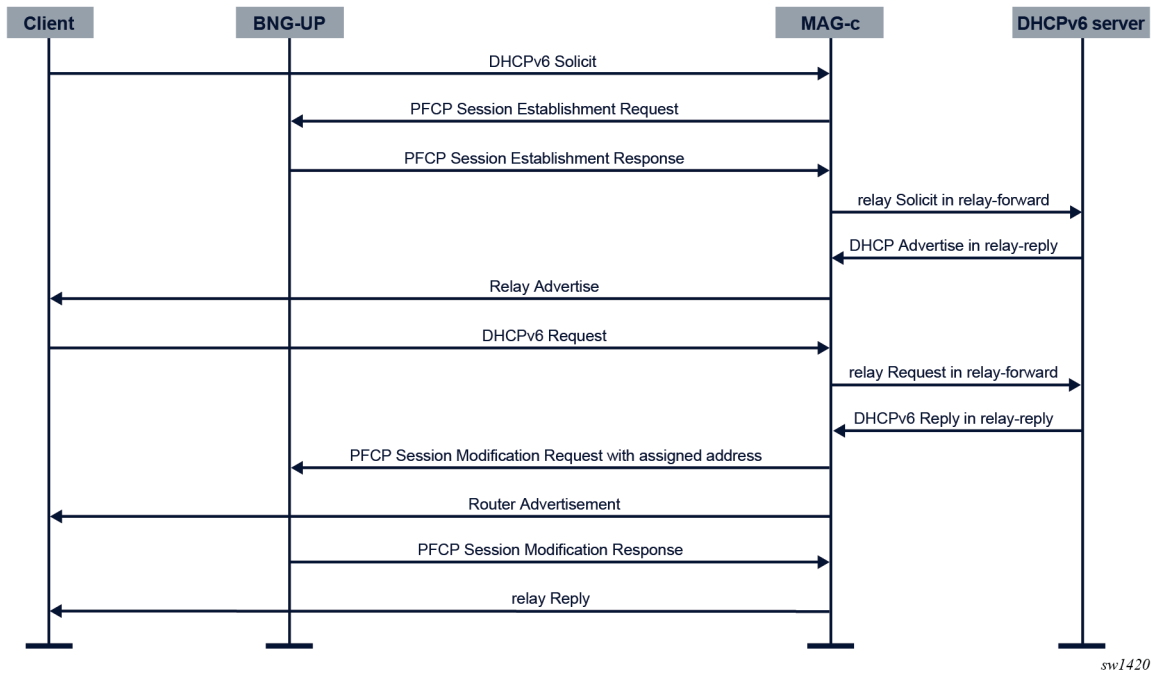 Client
BNG-UP
MAG-c
DHCPv6 server
DHCPv6 Solicit
PFCP Session Establishment Request
PFCP Session Establishment Response
relay Solicit in relay-forward
DHCP Advertise in relay-reply
Relay Advertise
DHCPv6 Request
relay Request in relay-forward
DHCPv6 Reply in relay-reply
PFCP Session Modification Request with assigned address
Router Advertisement
PFCP Session Modification Response
relay Reply
sw1420